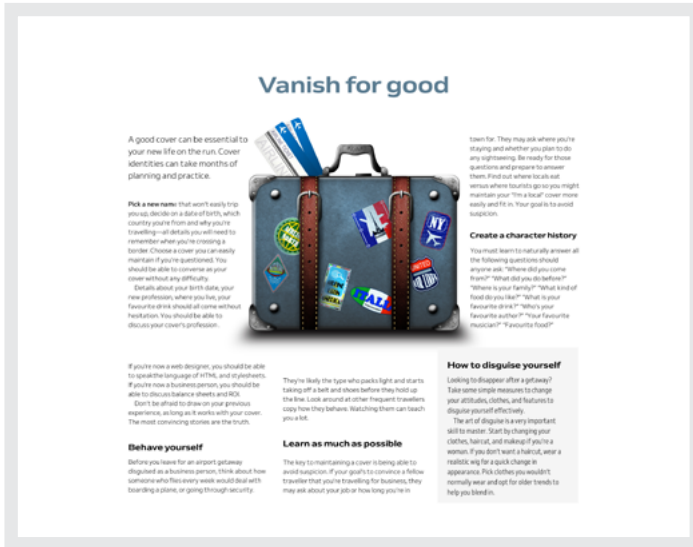 Vanish for good
A good cover can be essential to
your new life on the run. Cover
identities can take months of
planning and practice.
Pick a new name that won't easily trip
you up, decide on a date of birth, which
country you're from and why you're
travelling—all details you will need to
remember when you're crossing a
border. Choose a cover you can easily
maintain if you're questioned. You
should be able to converse as your
cover without any difficulty.
Details about your birth date, your
new profession, where you live, your
favourite drink should all come without
hesitation. You should be able to
discuss your cover's profession.
If you're now a web designer, you should be able
to speak the language of HTML and stylesheets.
If you're now a business person, you should be
able to discuss balance sheets and ROI.
Don't be afraid to draw on your previous
experience, as long as it works with your cover.
The most convincing stories are the truth.
Behave yourself
Before you leave for an airport getaway
disguised as a business person, think about how
someone who flies every week would deal with
boarding a plane, or going through security.
They're likely the type who packs light and starts
taking off a belt and shoes before they hold up
the line. Look around at other frequent travellers
copy how they behave. Watching them can teach
you a lot.
Learn as much as possible
The key to maintaining a cover is being able to
avoid suspicion. If your goal's to convince a fellow
traveller that you're travelling for business, they
may ask about your job or how long you're in
town for. They may ask where you're
staying and whether you plan to do
any sightseeing. Be ready for those
questions and prepare to answer
them. Find out where locals eat
versus where tourists go so you might
maintain your "I'm a local" cover more
easily and fit in. Your goal is to avoid
suspicion.
Create a character history
You must learn to naturally answer all
the following questions should
anyone ask: "Where did you come
from?" "What did you do before?"
"Where is your family?" "What kind of
food do you like?" "What is your
favourite drink?" "Who's your
favourite author?" "Your favourite
musician?" "Favourite food?"
How to disguise yourself
Looking to disappear after a getaway?
Take some simple measures to change
your attitudes, clothes, and features to
disguise yourself effectively.
The art of disguise is a very important
skill to master. Start by changing your
clothes, haircut, and makeup if you're a
woman. If you don't want a haircut, wear a
realistic wig for a quick change in
appearance. Pick clothes you wouldn't
normally wear and opt for older trends to
help you blend in.
AIRLINE
NY
UNITED
ITALIA